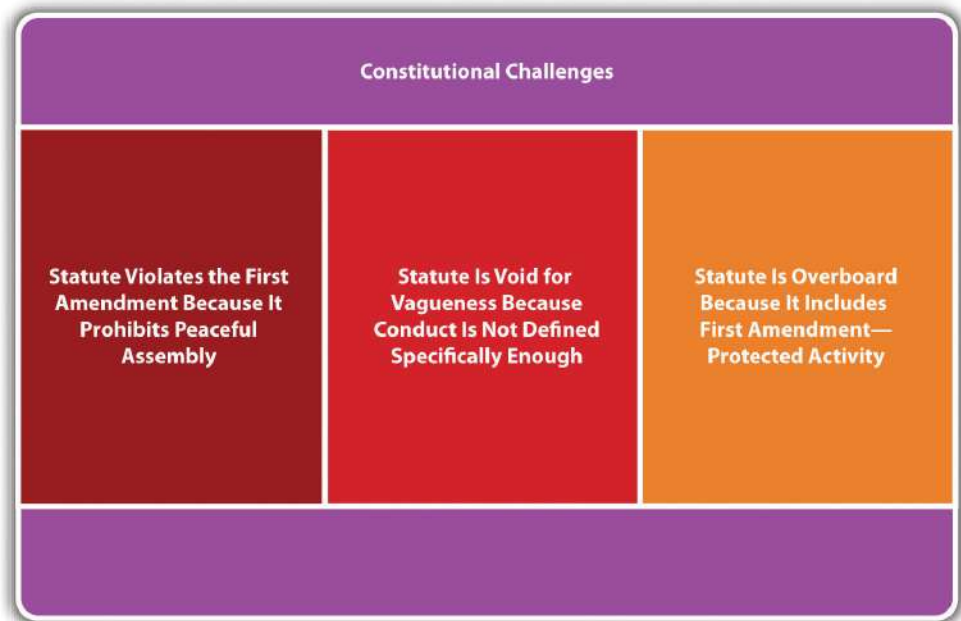 Constitutional Challenges
Statute Violates the First
Amendment Because It
Prohibits Peaceful
Assembly
Statute Is Void for
Vagueness Because
Conduct Is Not Defined
Specifically Enough
Statute Is Overboard
Because It Includes
First Amendment—
Protected Activity